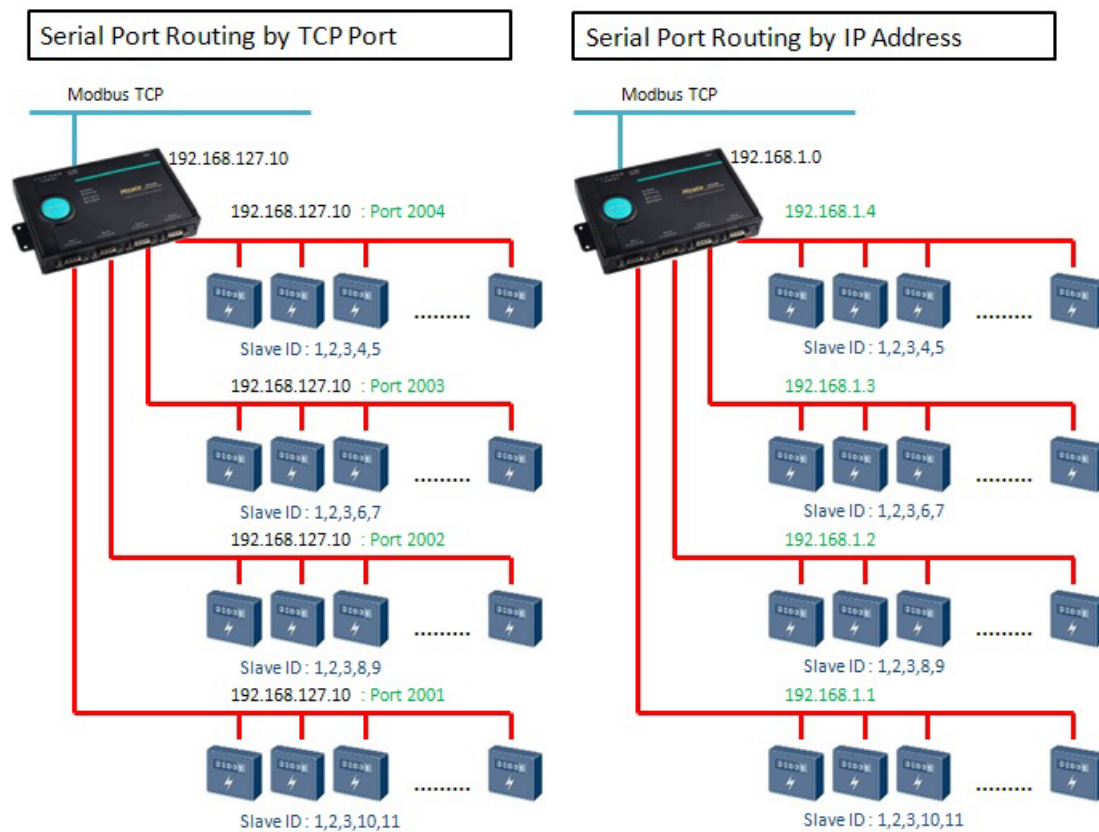 Serial Port Routing by TCP Port
Modbus TCP
192.168.127.10
192.168.127.10 : Port 2004
Slave ID : 1,2,3,4,5
192.168.127.10 : Port 2003
Slave ID : 1,2,3,6,7
192.168.127.10 : Port 2002
Slave ID : 1,2,3,8,9
192.168.127.10 : Port 2001
Slave ID : 1,2,3,10,11
Serial Port Routing by IP Address
Modbus TCP
192.168.1.0
192.168.1.4
Slave ID : 1,2,3,4,5
192.168.1.3
Slave ID : 1,2,3,6,7
192.168.1.2
Slave ID : 1,2,3,8,9
192.168.1.1
Slave ID : 1,2,3,10,11